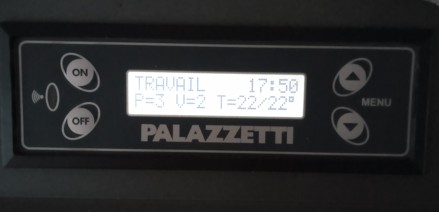 ON
TRAVAIL 17:50
P=3 V=2 T=22/22°
MENU
OFF
PALAZZETTI